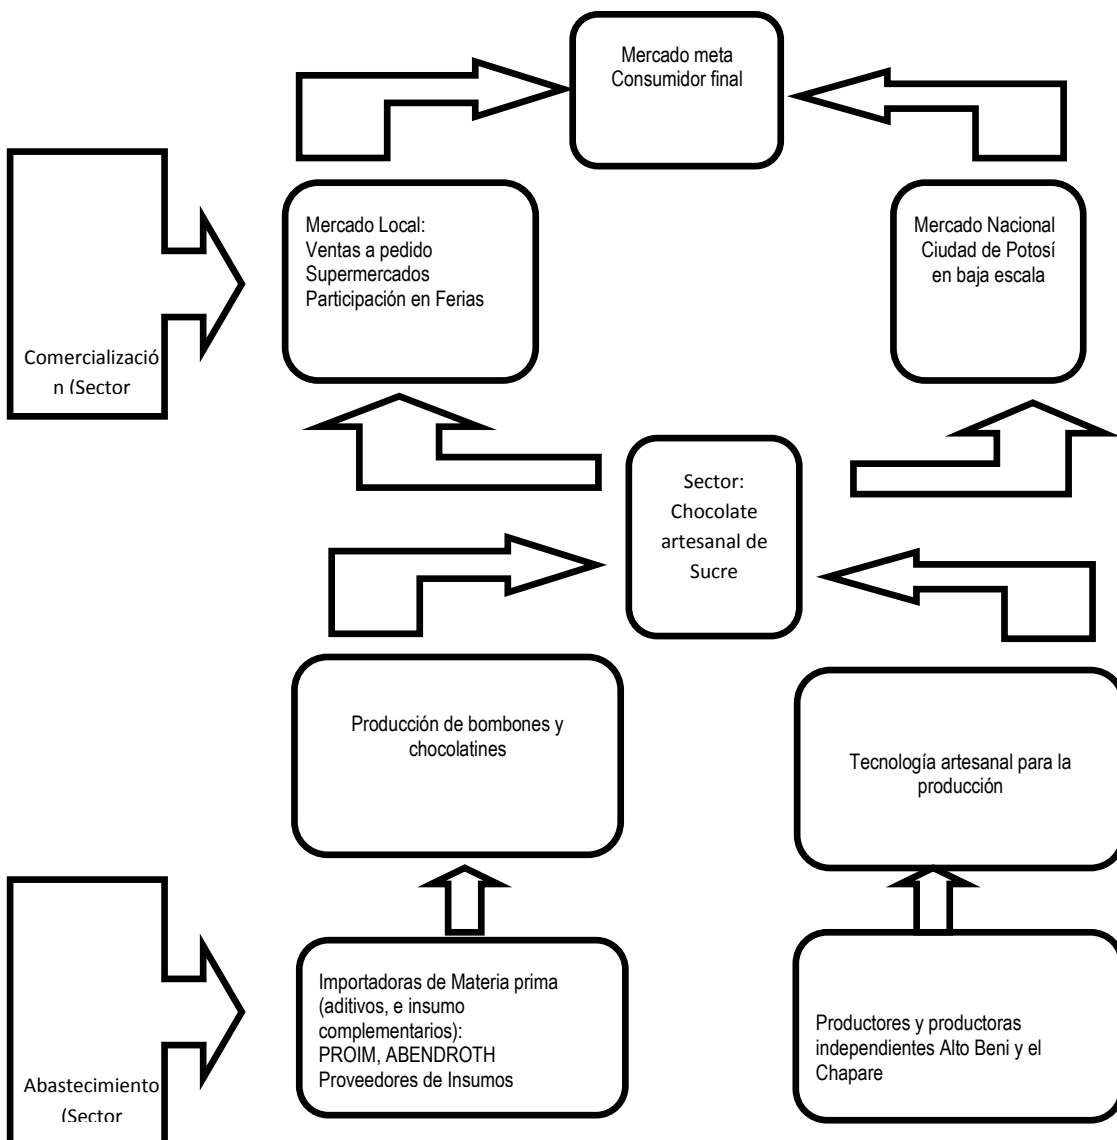 Mercado meta
Consumidor final
Mercado Local:
Ventas a pedido
Supermercados
Participación en Ferias
Mercado Nacional
Ciudad de Potosí
en baja escala
Comercializació
n (Sector
Sector:
Chocolate
artesanal de
Sucre
Producción de bombones y
chocolatines
Tecnología artesanal para la
producción
Importadoras de Materia prima
(aditivos, e insumo
complementarios):
PROIM, ABENDROTH
Proveedores de Insumos
Productores y productoras
independientes Alto Beni y el
Chapare
Abastecimiento
(Sector